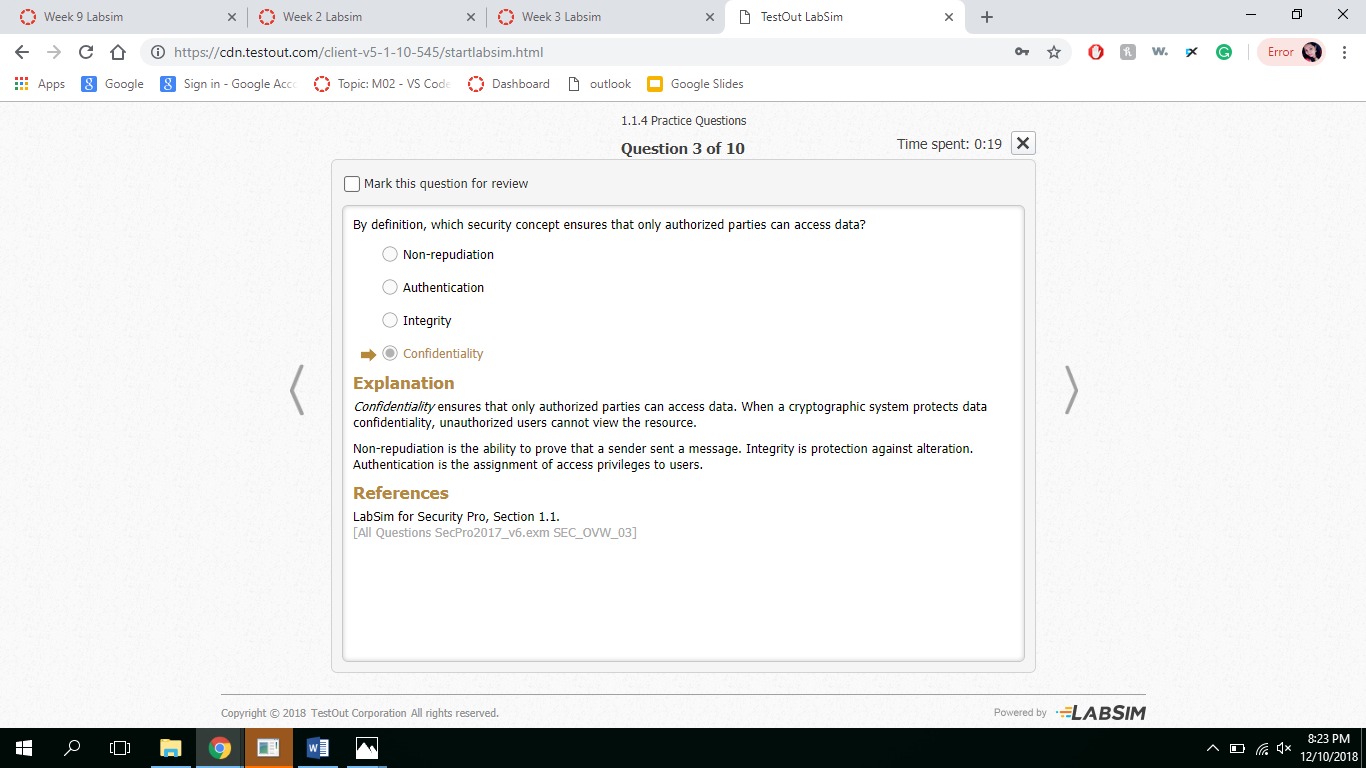 Week 9 Labsim
Week 2 Labsim
Week 3 Labsim
TestOut LabSim
https://cdn.testout.com/client-v5-1-10-545/startlabsim.html
Error
Apps
Google
Sign in - Google Acc
Topic: M02 - VS Code
Dashboard
outlook
Google Slides
1.1.4 Practice Questions
Question 3 of 10
Time spent: 0:19
Mark this question for review
By definition, which security concept ensures that only authorized parties can access data?
Non-repudiation
Authentication
Integrity
Confidentiality
Explanation
Confidentiality ensures that only authorized parties can access data. When a cryptographic system protects data
confidentiality, unauthorized users cannot view the resource.
Non-repudiation is the ability to prove that a sender sent a message. Integrity is protection against alteration.
Authentication is the assignment of access privileges to users.
References
LabSim for Security Pro, Section 1.1.
[All Questions SecPro2017_v6.exm SEC_OVW_03]
Copyright © 2018 TestOut Corporation All rights reserved.
Powered by LABSIM
8:23 PM
12/10/2018